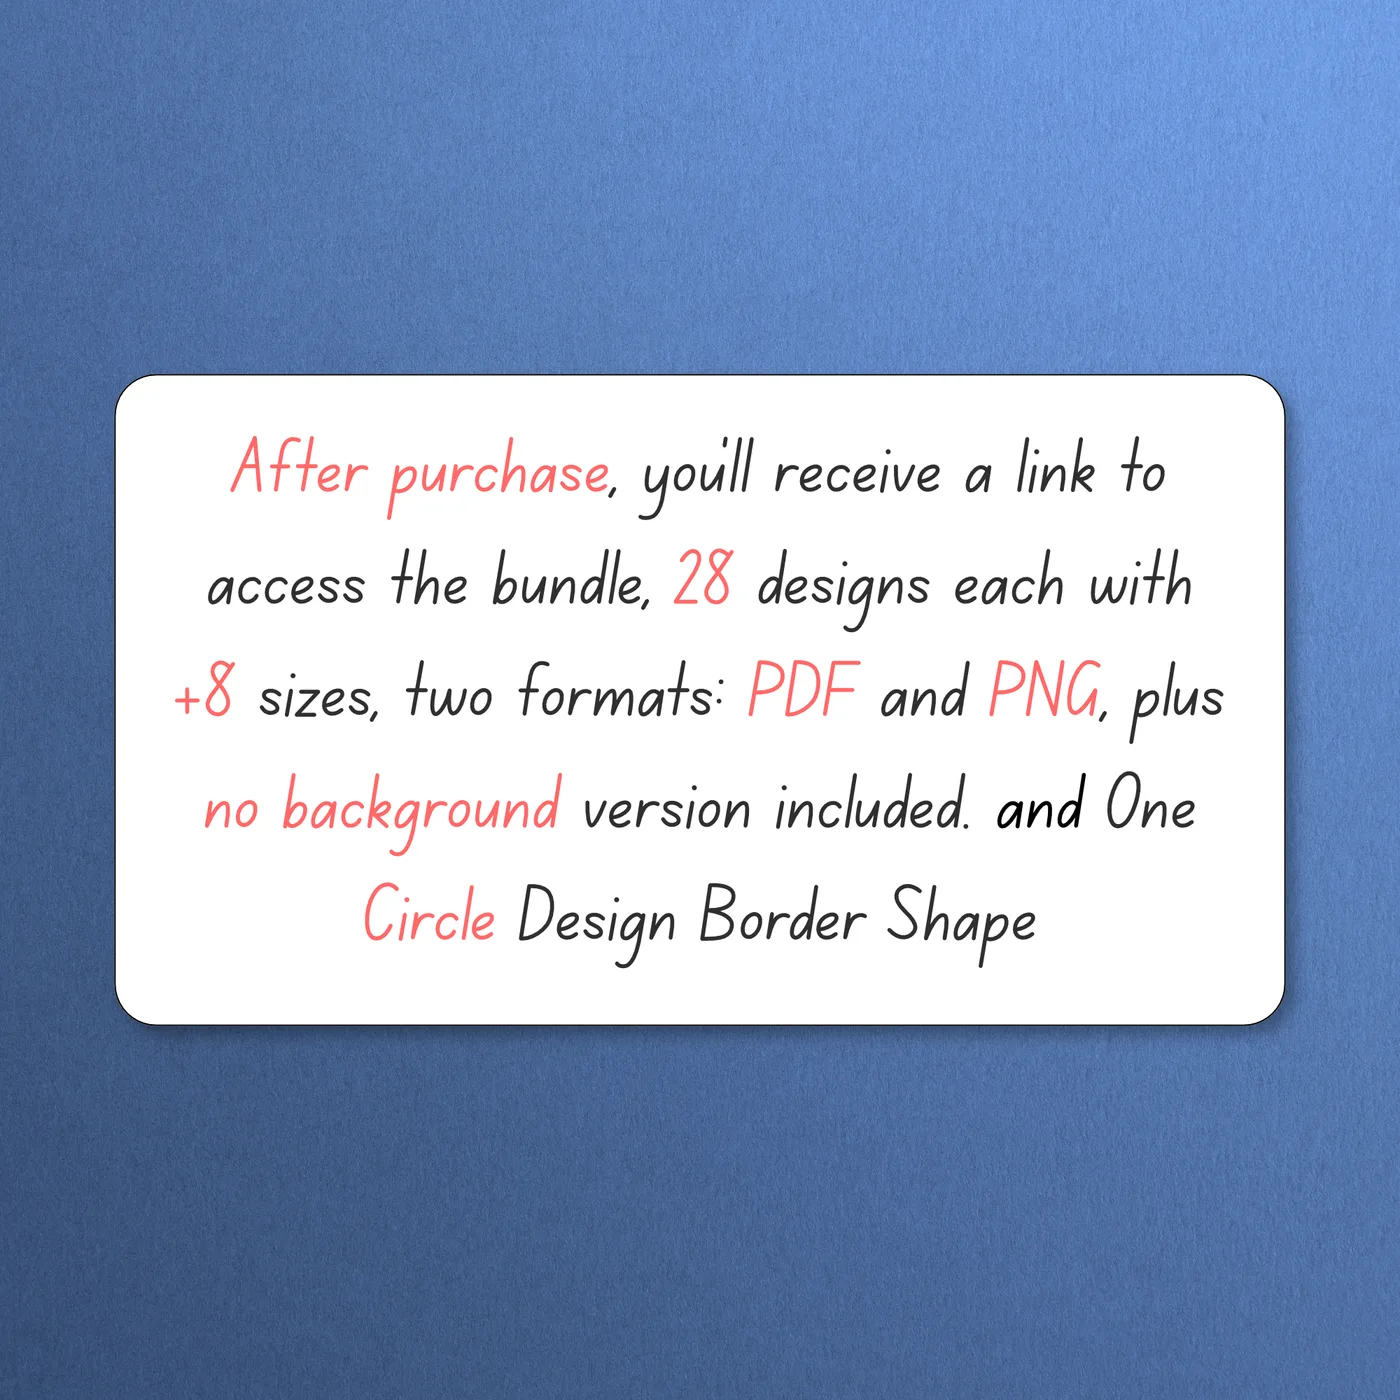 After purchase, you'll receive a link to
access the bundle, 28 designs each with
+8 sizes, two formats: PDF and PNG, plus
no background version included. and One
Circle Design Border Shape